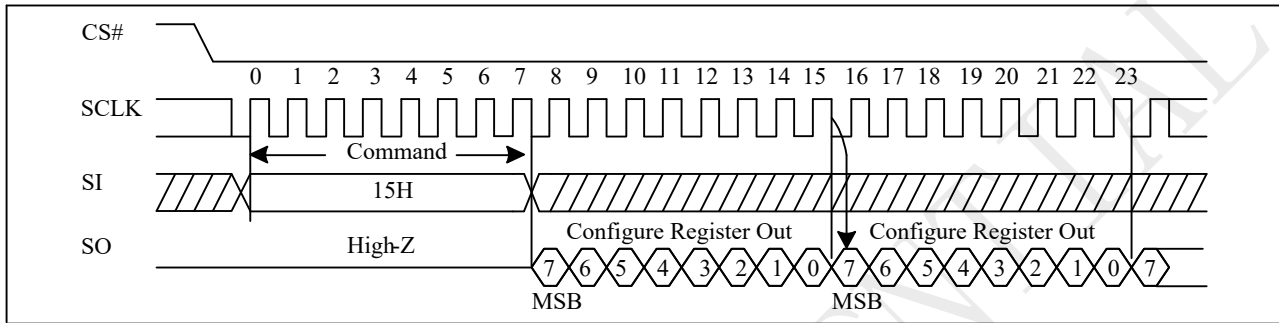 CS#
0 1 2 3 4 5 6 7 8 9 10 11 12 13 14 15 16 17 18 19 20 21 22 23
SCLK
Command
SI
15H
SO
High-Z
Configure Register Out
Configure Register Out
7 6 5 4 3 2 1 0 7 6 5 4 3 2 1 0 7
MSB
MSB